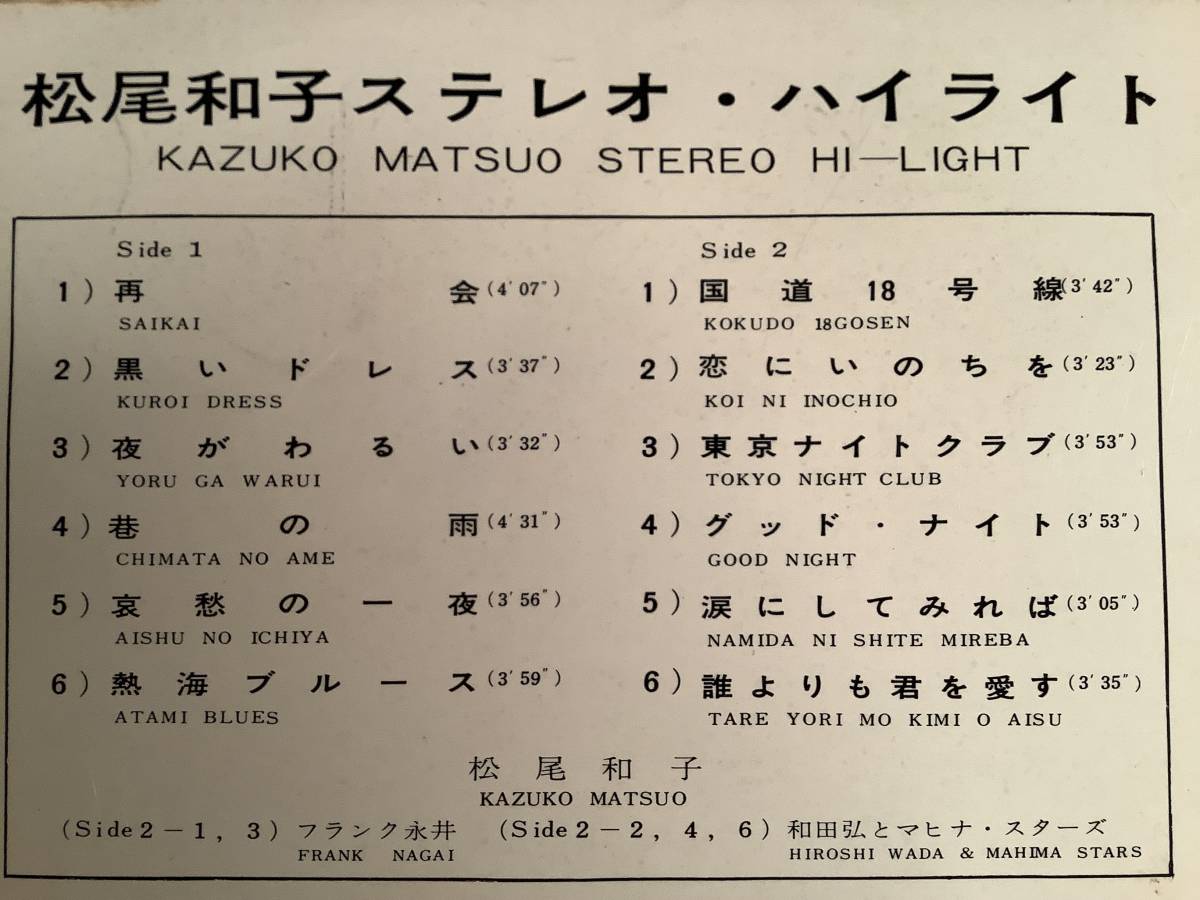 松尾和子ステレオ・ハイライト
KAZUKO MATSUO STEREO HI—LIGHT
Side 1
1) 再会 (4′07″)
SAIKAI
2) 黒いドレス (3′37″)
KUROI DRESS
3) 夜がわるい (3′32″)
YORU GA WARUI
4) 巷の雨 (4′31″)
CHIMATA NO AME
5) 哀愁の一夜 (3′56″)
AISHU NO ICHIYA
6) 熱海ブルース (3′59″)
ATAMI BLUES
Side 2
1) 国道18号線 (3′42″)
KOKUDO 18GOSEN
2) 恋にいのちを (3′23″)
KOI NI INOCHIO
3) 東京ナイトクラブ (3′53″)
TOKYO NIGHT CLUB
4) グッド・ナイト (3′53″)
GOOD NIGHT
5) 涙にしてみれば (3′05″)
NAMIDA NI SHITE MIREBA
6) 誰よりも君を愛す (3′35″)
TARE YORI MO KIMI O AISU
松尾和子
KAZUKO MATSUO
(Side2−1, 3) フランク永井 (Side2−2, 4, 6) 和田弘とマヒナ・スターズ
FRANK NAGAI HIROSHI WADA & MAHIMA STARS